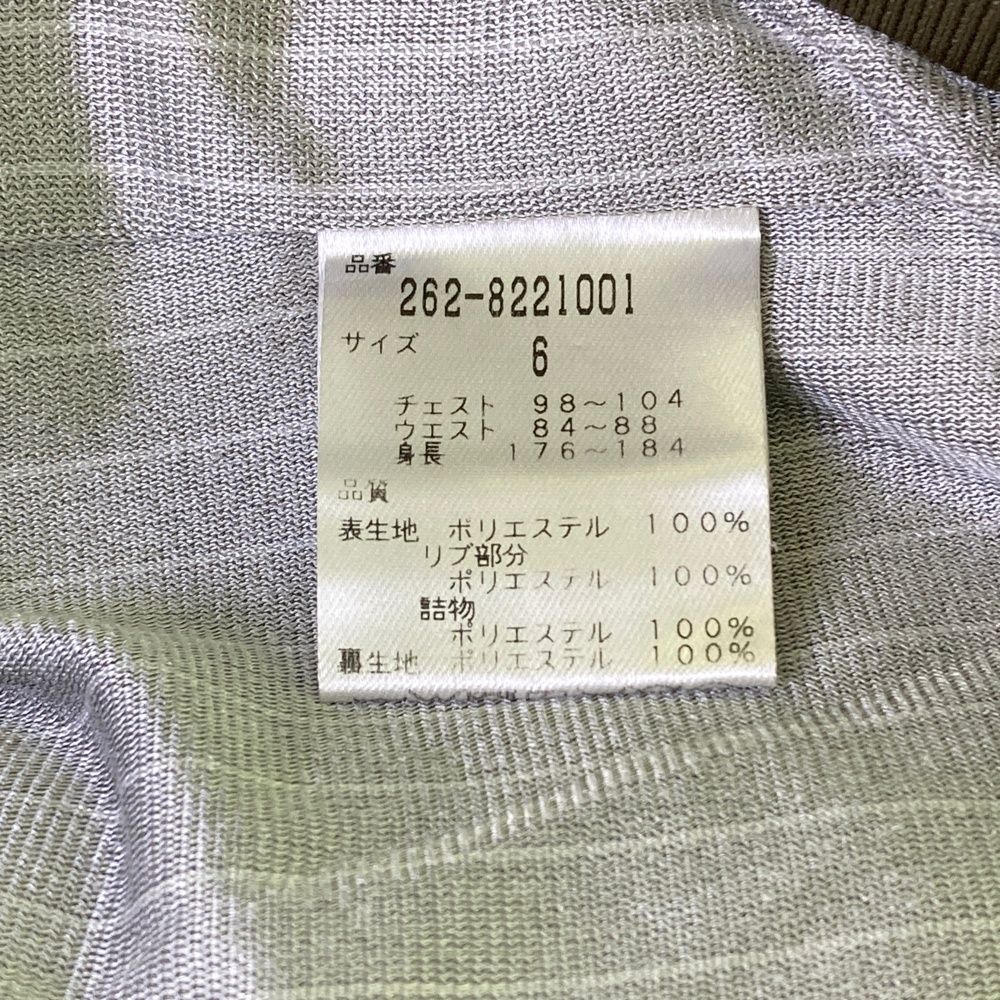 品番
262-8221001
サイズ 6
チェスト 98～104
ウエスト 84～88
身長 176～184
品質
表生地 ポリエステル 100%
リブ部分
ポリエステル 100%
詰物
ポリエステル 100%
裏生地 ポリエステル 100%